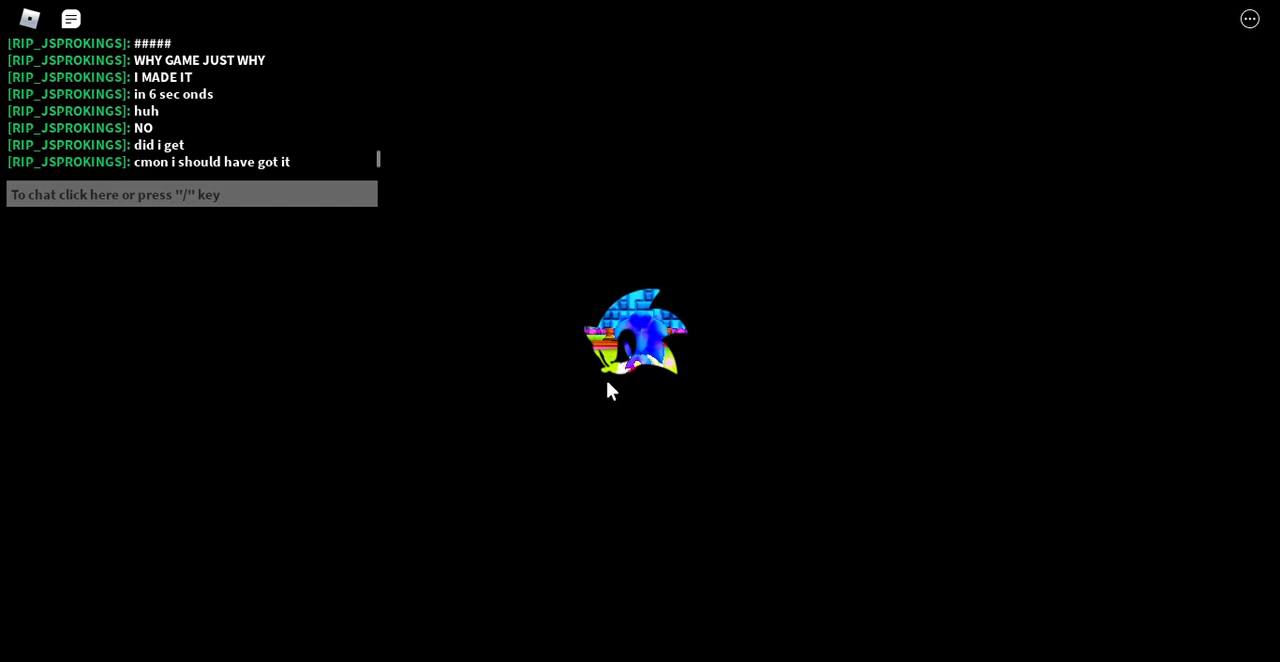 [RIP_JSPROKINGS]: #####
[RIP_JSPROKINGS]: WHY GAME JUST WHY
[RIP_JSPROKINGS]: I MADE IT
[RIP_JSPROKINGS]: in 6 sec onds
[RIP_JSPROKINGS]: huh
[RIP_JSPROKINGS]: NO
[RIP_JSPROKINGS]: did i get
[RIP_JSPROKINGS]: cmon i should have got it
To chat click here or press "/" key